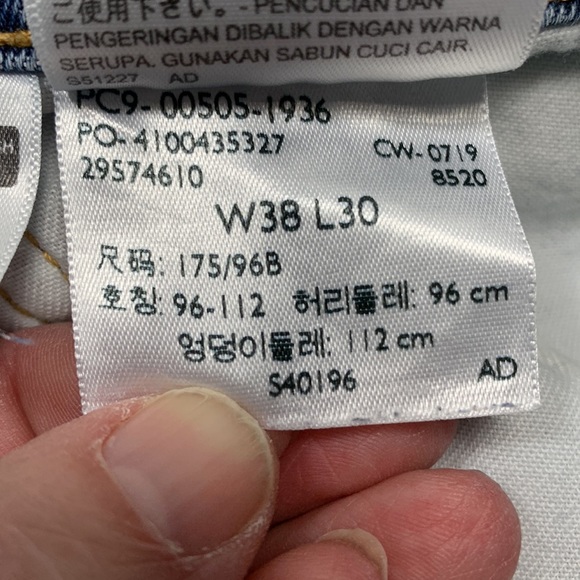 ご使用下さい。- PENCUCIAN DAN
PENGERINGAN DIBALIK DENGAN WARNA
SERUPA. GUNAKAN SABUN CUCI CAIR.
S51227 AD
PC9-00505-1936
PO-4100435327
CW-0719
29574610
8520
W38 L30
尺码: 175/96B
호칭: 96-112 허리둘레: 96 cm
엉덩이둘레: 112 cm
S40196
AD